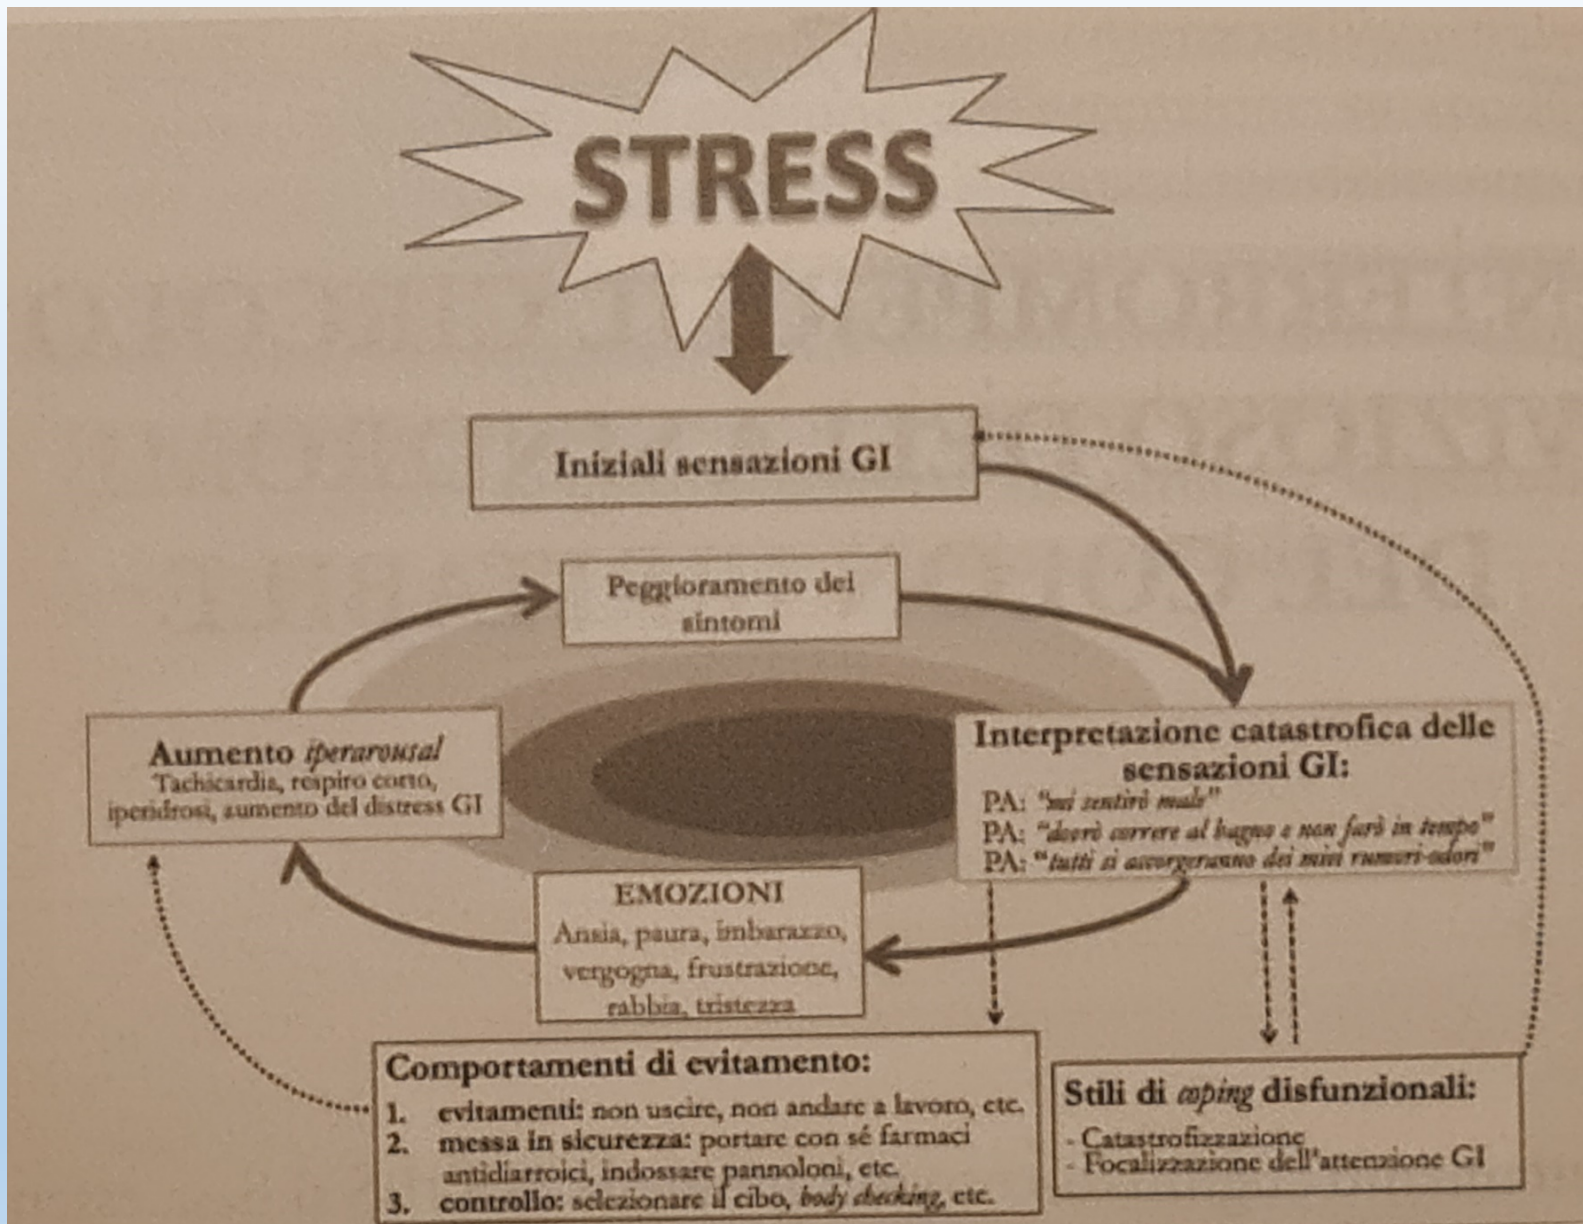 STRESS
Iniziali sensazioni GI
Peggioramento dei
sintomi
Aumento iperarousal
Tachicardia, respiro corto,
iperidrosi, aumento del distress GI
Interpretazione catastrofica delle
sensazioni GI:
PA: "mi sentirò male"
PA: "dovrò correre al bagno e non farò in tempo"
PA: "tutti si accorgeranno dei miei rumori-odori"
EMOZIONI
Ansia, paura, imbarazzo,
vergogna, frustrazione,
rabbia, tristezza
Comportamenti di evitamento:
1. evitamenti: non uscire, non andare a lavoro, etc.
2. messa in sicurezza: portare con sé farmaci
antidiarroici, indossare pannoloni, etc.
3. controllo: selezionare il cibo, body checking, etc.
Stili di coping disfunzionali:
- Catastrofizzazione
- Focalizzazione dell'attenzione GI